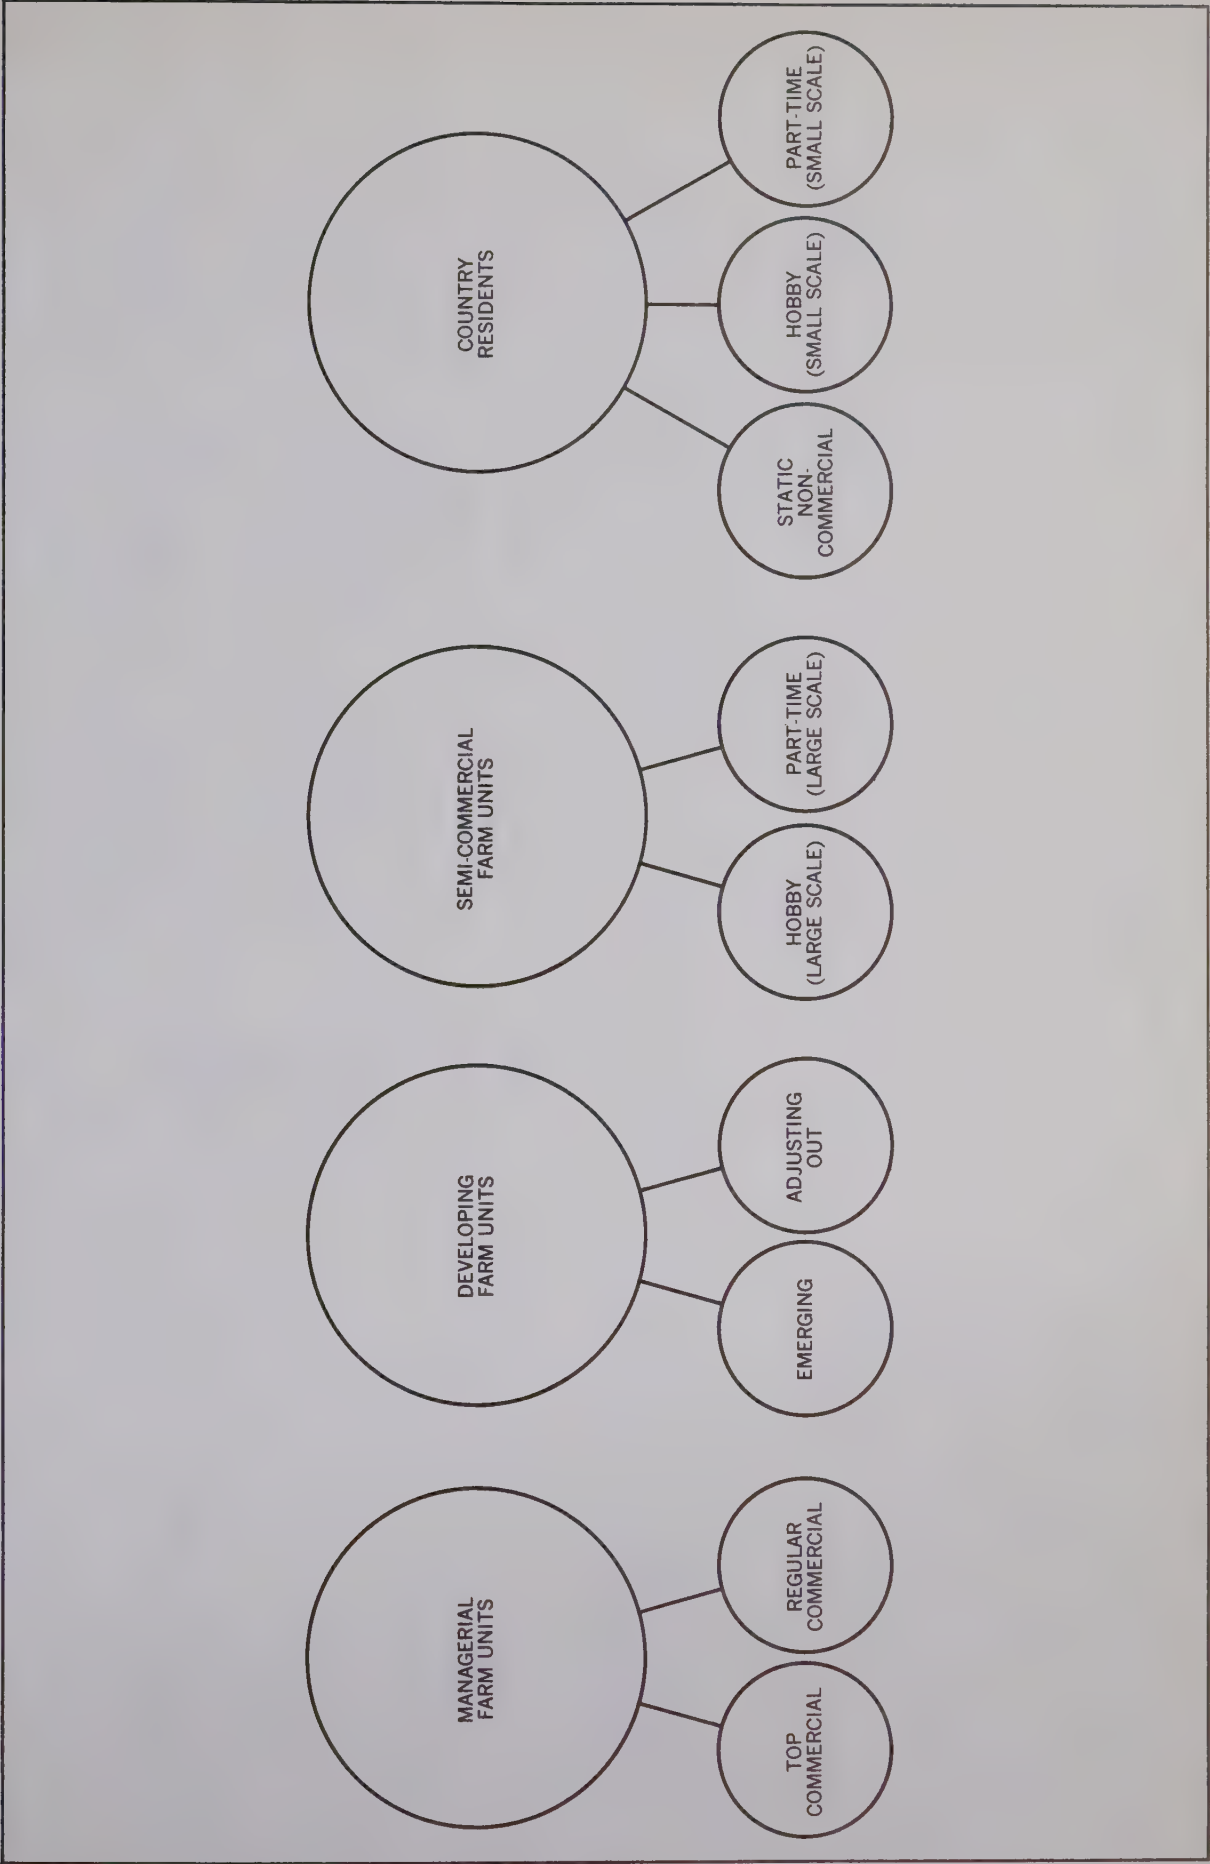 MANAGERIAL
FARM UNITS
TOP
COMMERCIAL
REGULAR
COMMERCIAL
DEVELOPING
FARM UNITS
EMERGING
ADJUSTING
OUT
SEMI-COMMERCIAL
FARM UNITS
HOBBY
(LARGE SCALE)
PART-TIME
(LARGE SCALE)
COUNTRY
RESIDENTS
STATIC
NON-
COMMERCIAL
HOBBY
(SMALL SCALE)
PART-TIME
(SMALL SCALE)